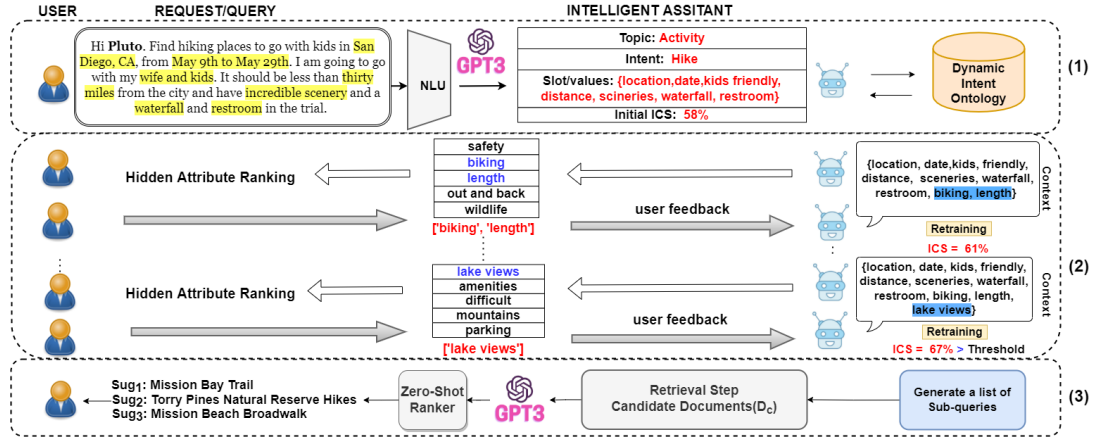 USER REQUEST/QUERY INTELLIGENT ASSITANT
Hi Pluto. Find hiking places to go with kids in San
Diego, CA, from May 9th to May 29th. I am going to
go with my wife and kids. It should be less than thirty
miles from the city and have incredible scenery and a
waterfall and restroom in the trial.
NLU
GPT3
Topic: Activity
Intent: Hike
Slot/values: {location,date,kids friendly,
distance, scineries, waterfall, restroom}
Initial ICS: 58%
Dynamic
Intent
Ontology
(1)
Hidden Attribute Ranking
safety
biking
length
out and back
wildlife
['biking', 'length']
user feedback
{location, date,kids, friendly,
distance, sceneries, waterfall,
restroom, biking, length}
Context
Retraining
ICS = 61%
(2)
Hidden Attribute Ranking
lake views
amenities
difficult
mountains
parking
['lake views']
user feedback
{location, date, kids, friendly,
distance, sceneries, waterfall,
restroom, biking, length,
lake views}
Context
Retraining
ICS = 67% > Threshold
Sug1: Mission Bay Trail
Sug2: Torry Pines Natural Reserve Hikes
Sug3: Mission Beach Broadwalk
Zero-Shot
Ranker
GPT3
Retrieval Step
Candidate Documents(Dc)
Generate a list of
Sub-queries
(3)